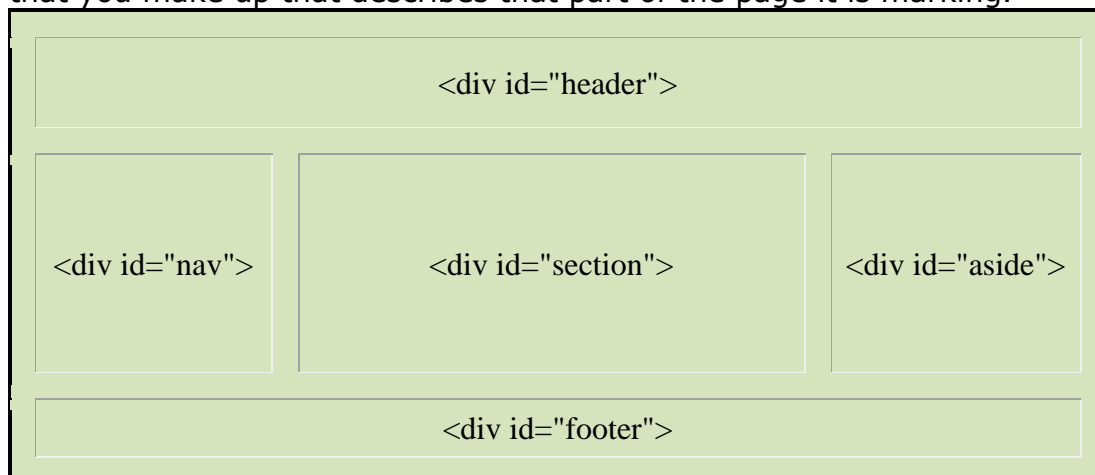 that you make up that describes that part of the page it is marking.
<div id="header">
<div id="nav"> <div id="section"> <div id="aside">
<div id="footer">